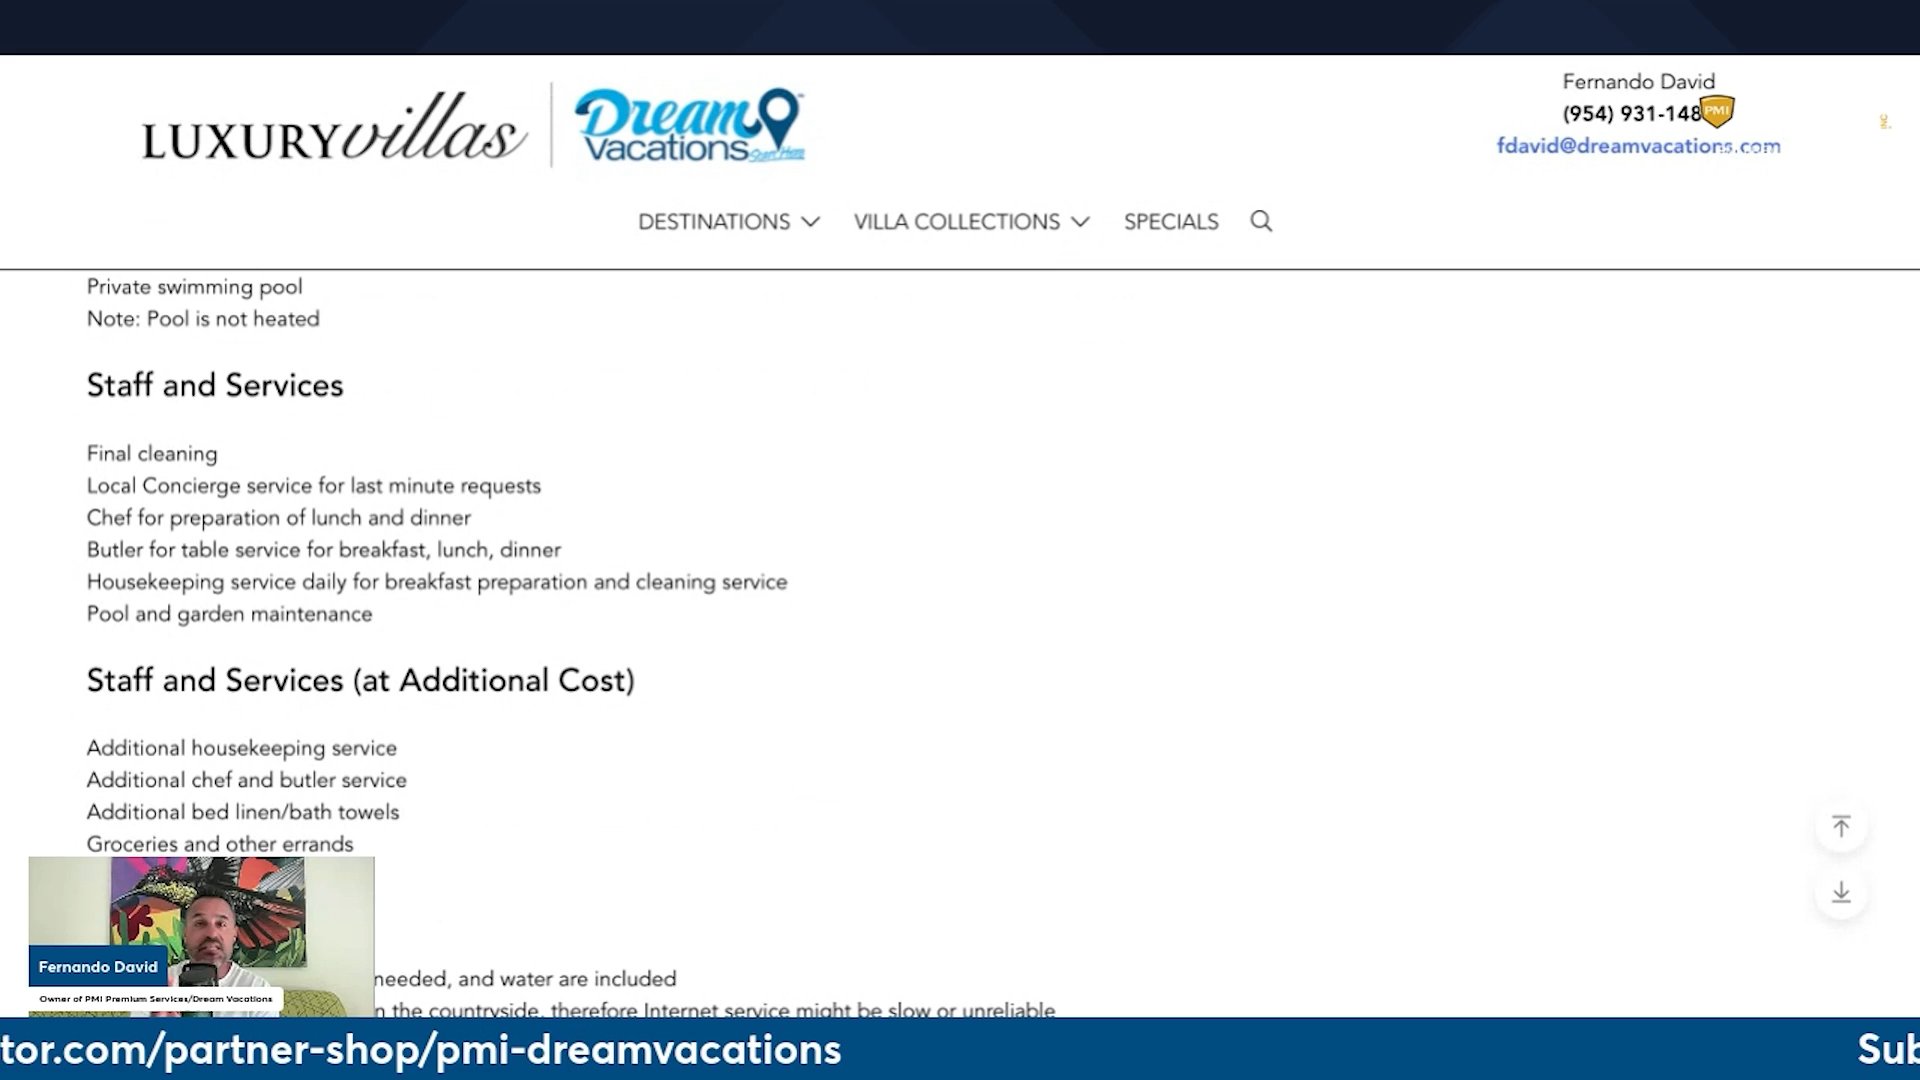 LUXURYvillas
Dream
Vacations
Start Here
Fernando David
(954) 931-148
PMI
fdavid@dreamvacations.com
INC
DESTINATIONS
VILLA COLLECTIONS
SPECIALS
Private swimming pool
Note: Pool is not heated
Staff and Services
Final cleaning
Local Concierge service for last minute requests
Chef for preparation of lunch and dinner
Butler for table service for breakfast, lunch, dinner
Housekeeping service daily for breakfast preparation and cleaning service
Pool and garden maintenance
Staff and Services (at Additional Cost)
Additional housekeeping service
Additional chef and butler service
Additional bed linen/bath towels
Groceries and other errands
needed, and water are included
n the countryside, therefore Internet service might be slow or unreliable
Fernando David
Owner of PMI Premium Services/Dream Vacations
tor.com/partner-shop/pmi-dreamvacations
Sub